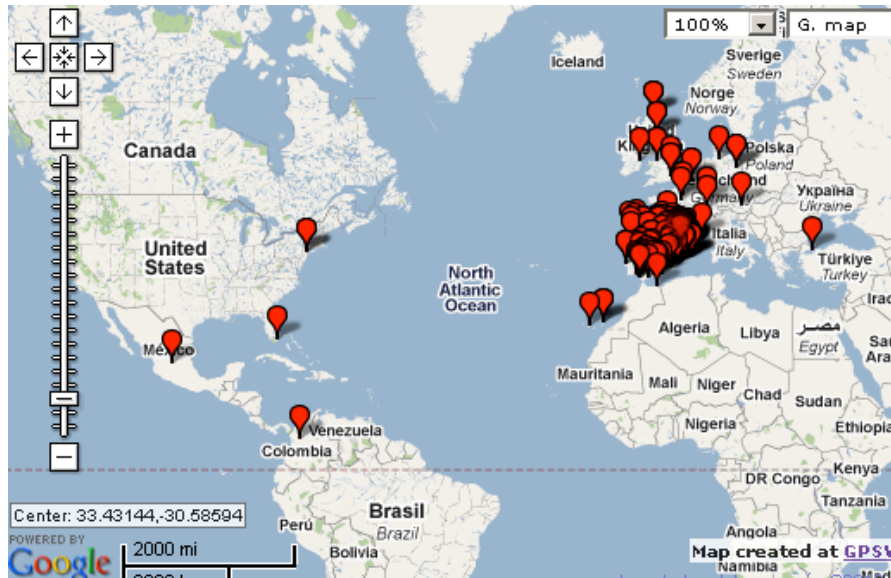 100%
G. map
Iceland
Sverige
Sweden
Norge
Norway
Canada
Polska
Poland
Україна
Ukraine
Germany
United
States
Italia
Italy
Türkiye
Turkey
North
Atlantic
Ocean
México
Algeria
Libya
مصر
Egypt
Mauritania
Mali
Niger
Chad
Sudan
Venezuela
Nigeria
Ethiopia
Colombia
Kenya
DR Congo
Tanzania
Center: 33.43144,-30.58594
Brasil
Brazil
Perú
POWERED BY
Google
2000 mi
Bolivia
Angola
Map created at GPSV
Namibia